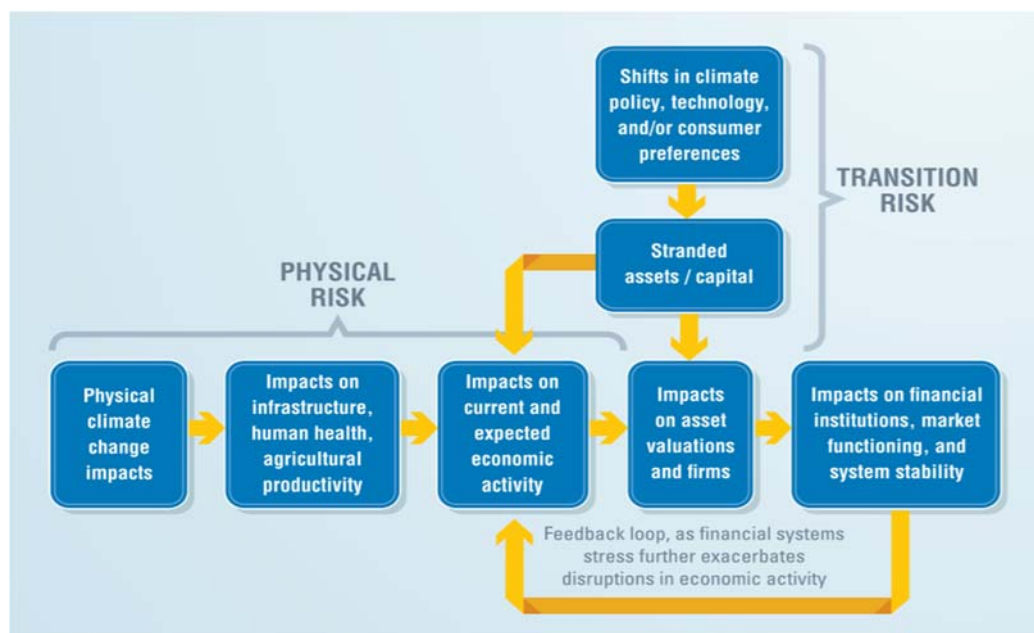 Shifts in climate
policy, technology,
and/or consumer
preferences
TRANSITION
RISK
Stranded
assets / capital
PHYSICAL
RISK
Physical
climate
change
impacts
Impacts on
infrastructure,
human health,
agricultural
productivity
Impacts on
current and
expected
economic
activity
Impacts
on asset
valuations
and firms
Impacts on financial
institutions, market
functioning, and
system stability
Feedback loop, as financial systems
stress further exacerbates
disruptions in economic activity